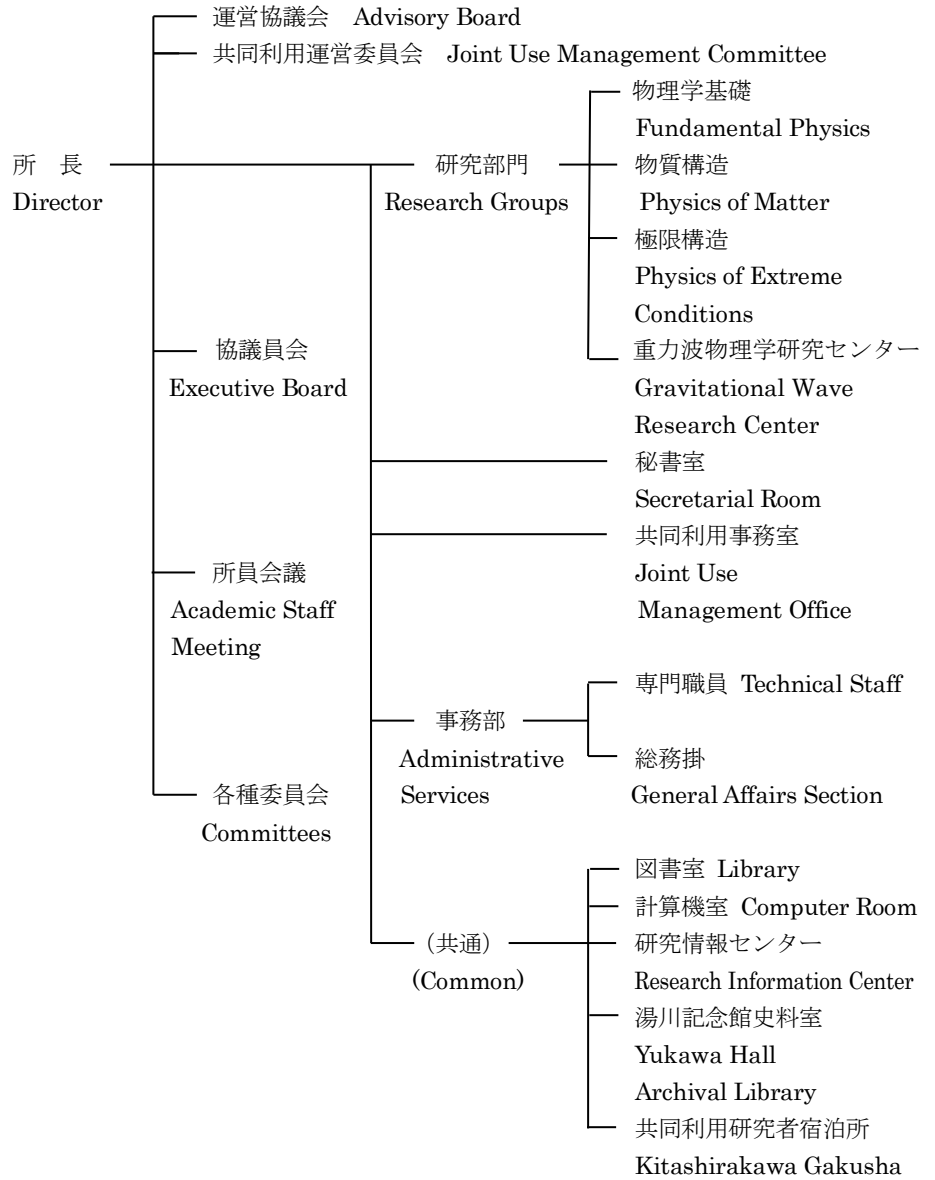 運営協議会 Advisory Board
共同利用運営委員会 Joint Use Management Committee
所 長
Director
研究部門
Research Groups
物理学基礎
Fundamental Physics
物質構造
Physics of Matter
極限構造
Physics of Extreme
Conditions
重力波物理学研究センター
Gravitational Wave
Research Center
協議員会
Executive Board
秘書室
Secretarial Room
共同利用事務室
Joint Use
Management Office
所員会議
Academic Staff
Meeting
事務部
Administrative
Services
専門職員 Technical Staff
総務掛
General Affairs Section
各種委員会
Committees
(共通)
(Common)
図書室 Library
計算機室 Computer Room
研究情報センター
Research Information Center
湯川記念館史料室
Yukawa Hall
Archival Library
共同利用研究者宿泊所
Kitashirakawa Gakusha